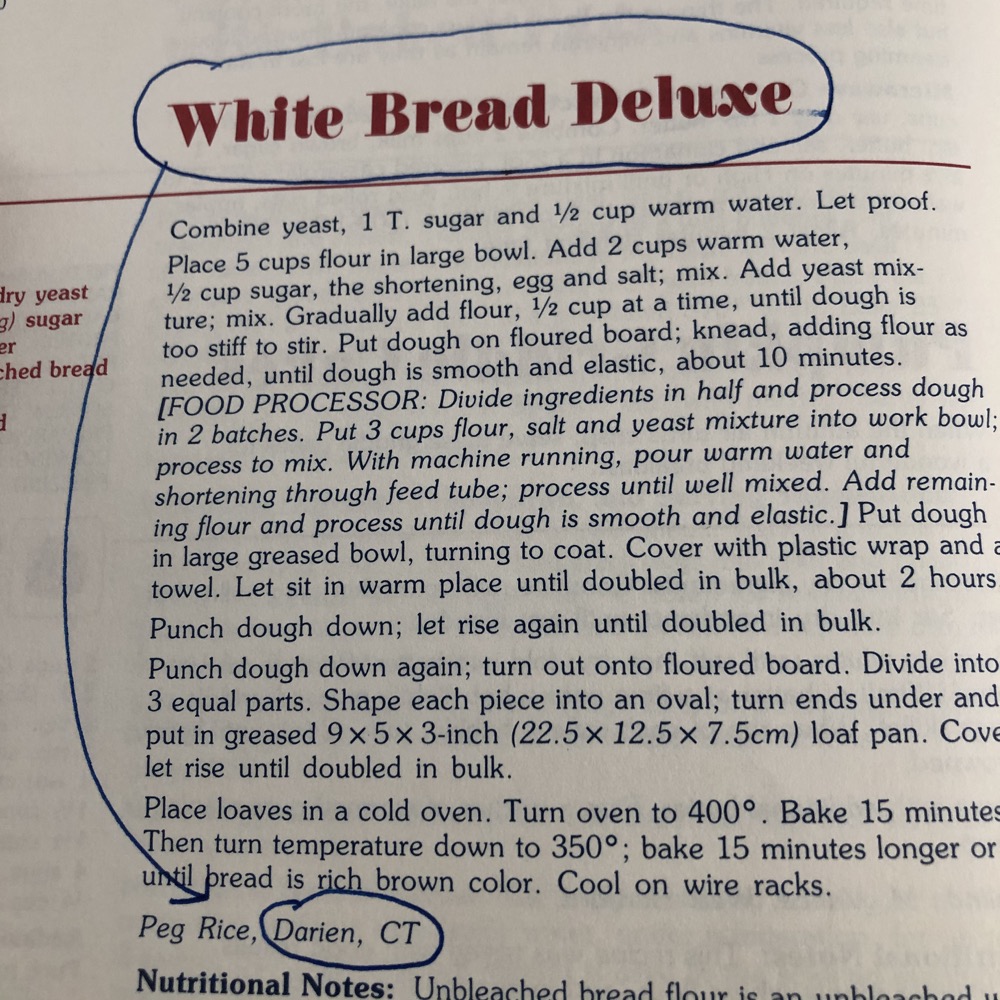 White Bread Deluxe
dry yeast
g) sugar
er
ched bread
d
Combine yeast, 1 T. sugar and ½ cup warm water. Let proof.
Place 5 cups flour in large bowl. Add 2 cups warm water,
½ cup sugar, the shortening, egg and salt; mix. Add yeast mix-
ture; mix. Gradually add flour, ½ cup at a time, until dough is
too stiff to stir. Put dough on floured board; knead, adding flour as
needed, until dough is smooth and elastic, about 10 minutes.
[FOOD PROCESSOR: Divide ingredients in half and process dough
in 2 batches. Put 3 cups flour, salt and yeast mixture into work bowl;
process to mix. With machine running, pour warm water and
shortening through feed tube; process until well mixed. Add remain-
ing flour and process until dough is smooth and elastic.] Put dough
in large greased bowl, turning to coat. Cover with plastic wrap and a
towel. Let sit in warm place until doubled in bulk, about 2 hours
Punch dough down; let rise again until doubled in bulk.
Punch dough down again; turn out onto floured board. Divide into
3 equal parts. Shape each piece into an oval; turn ends under and
put in greased 9 × 5 × 3-inch (22.5 × 12.5 × 7.5cm) loaf pan. Cove
let rise until doubled in bulk.
Place loaves in a cold oven. Turn oven to 400°. Bake 15 minutes
Then turn temperature down to 350°; bake 15 minutes longer or
until bread is rich brown color. Cool on wire racks.
Peg Rice, Darien, CT
Nutritional Notes: Unbleached bread flour is an unbleached